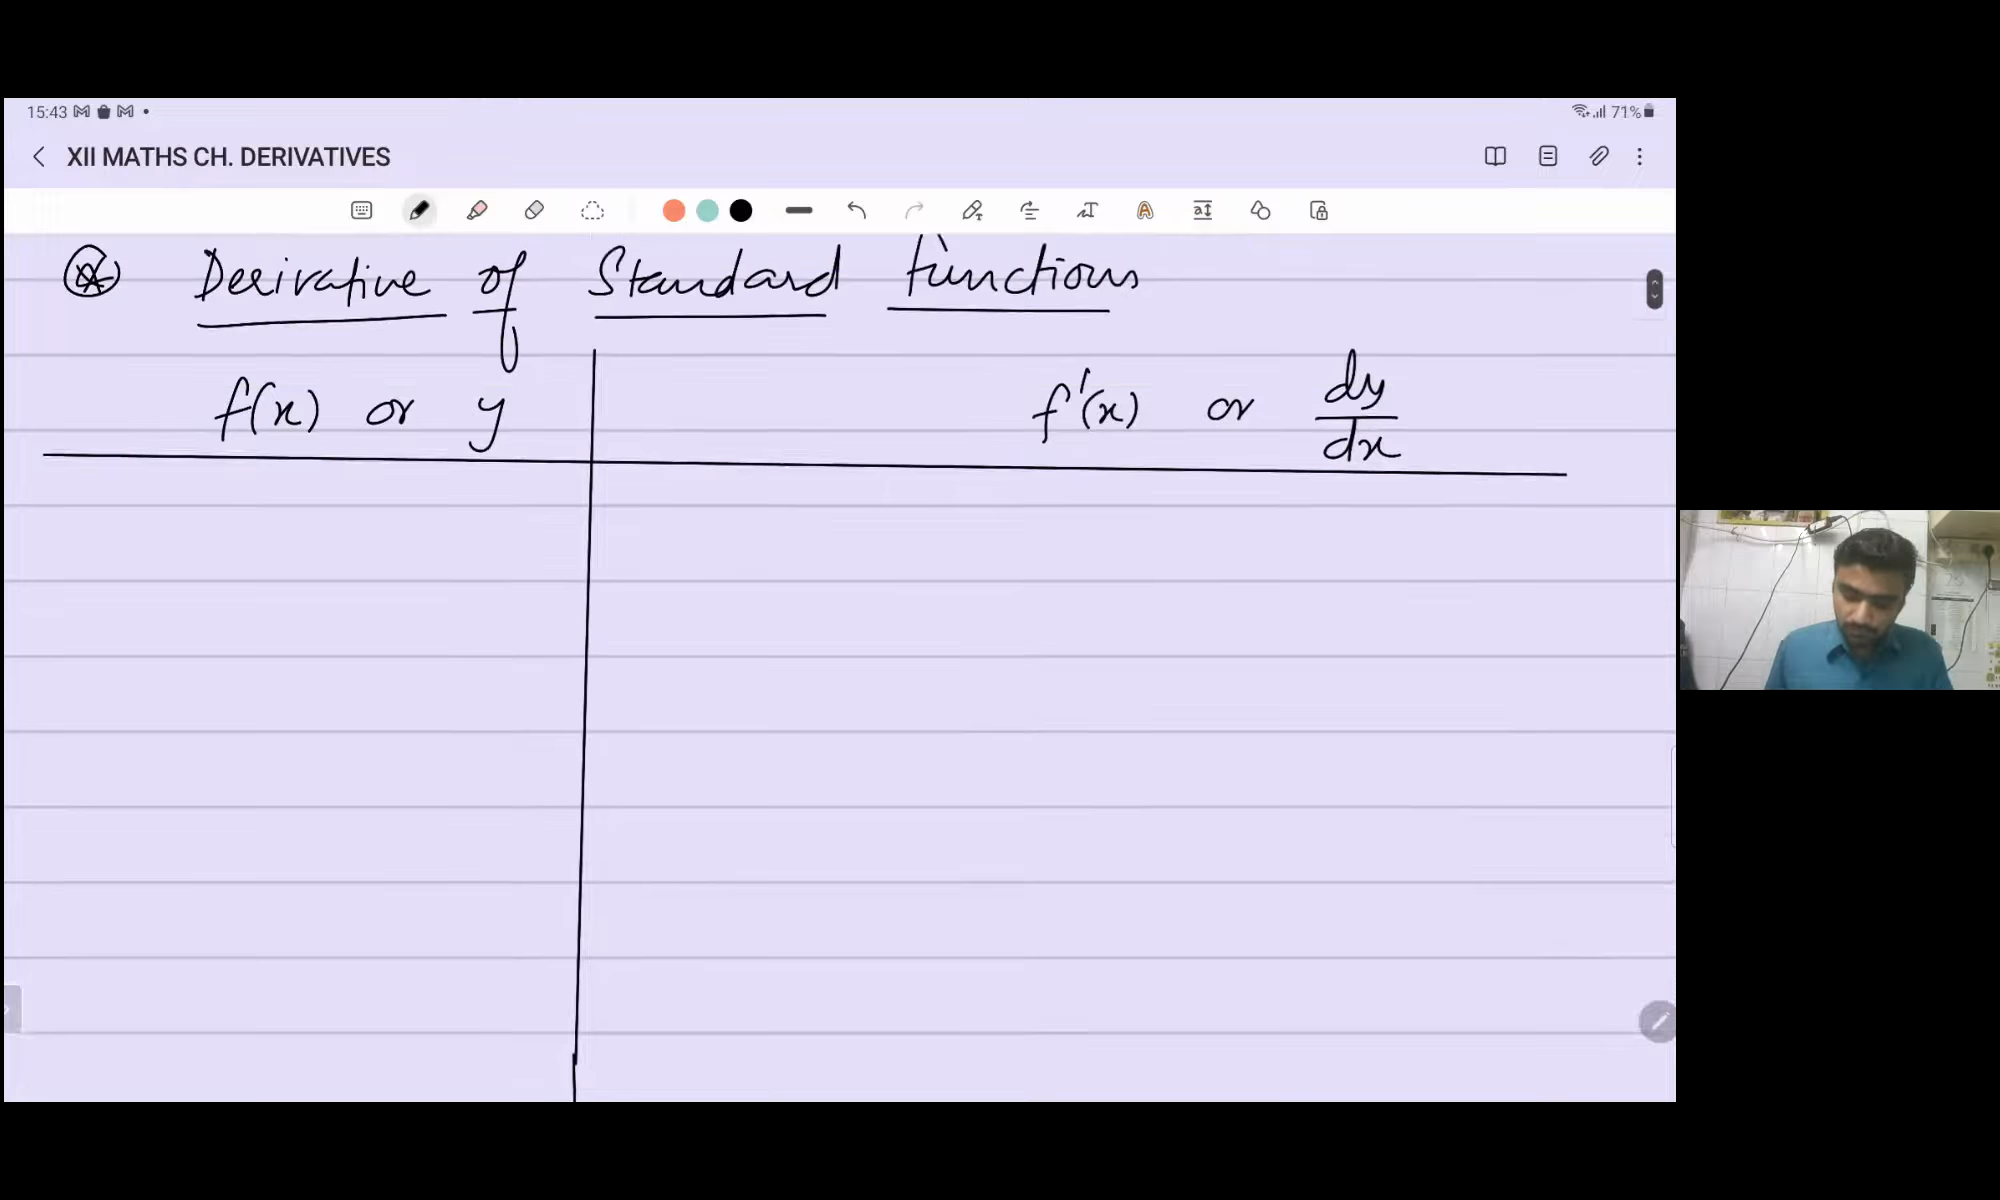 15:43
71%
XII MATHS CH. DERIVATIVES
Derivative of Standard functions
f(x) or y
f'(x) or dy/dx